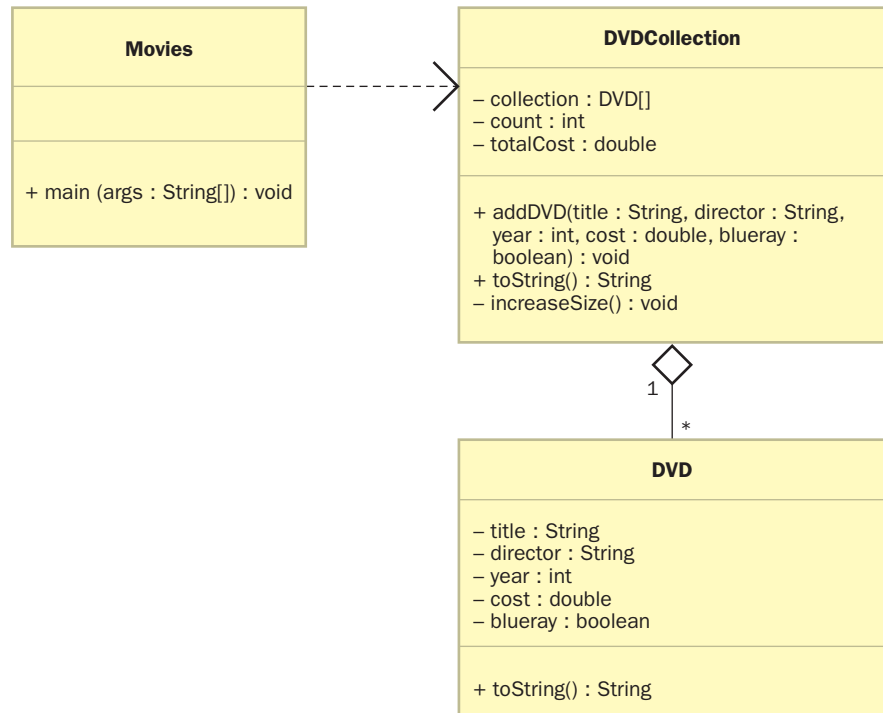 Movies
+ main (args : String[]) : void
DVDCollection
– collection : DVD[]
– count : int
– totalCost : double
+ addDVD(title : String, director : String,
year : int, cost : double, blueray :
boolean) : void
+ toString() : String
– increaseSize() : void
1
*
DVD
– title : String
– director : String
– year : int
– cost : double
– blueray : boolean
+ toString() : String